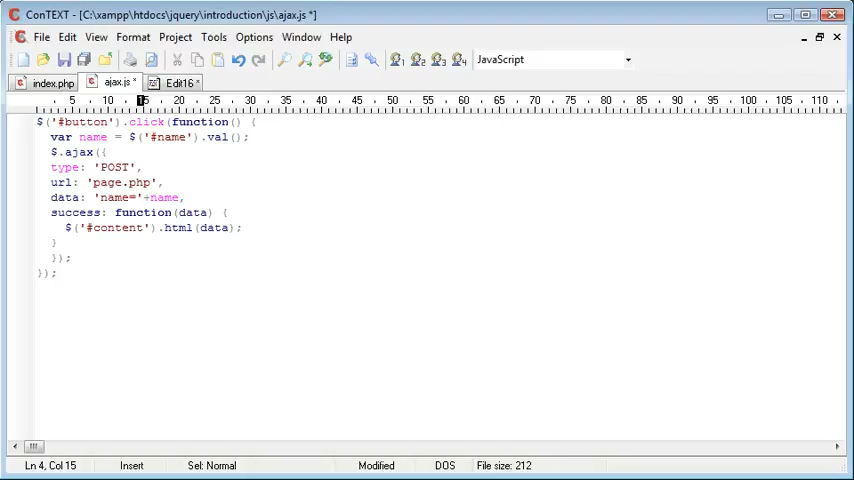 ConTEXT - [C:\xampp\htdocs\jquery\introduction\js\ajax.js *]
File Edit View Format Project Tools Options Window Help
1 2 3 4 JavaScript
index.php ajax.js * Edit16 *
5 10 15 20 25 30 35 40 45 50 55 60 65 70 75 80 85 90 95 100 105 110
$('#button').click(function() {
var name = $('#name').val();
$.ajax({
type: 'POST',
url: 'page.php',
data: 'name='+name,
success: function(data) {
$('#content').html(data);
}
});
});
Ln 4, Col 15 Insert Sel: Normal Modified DOS File size: 212